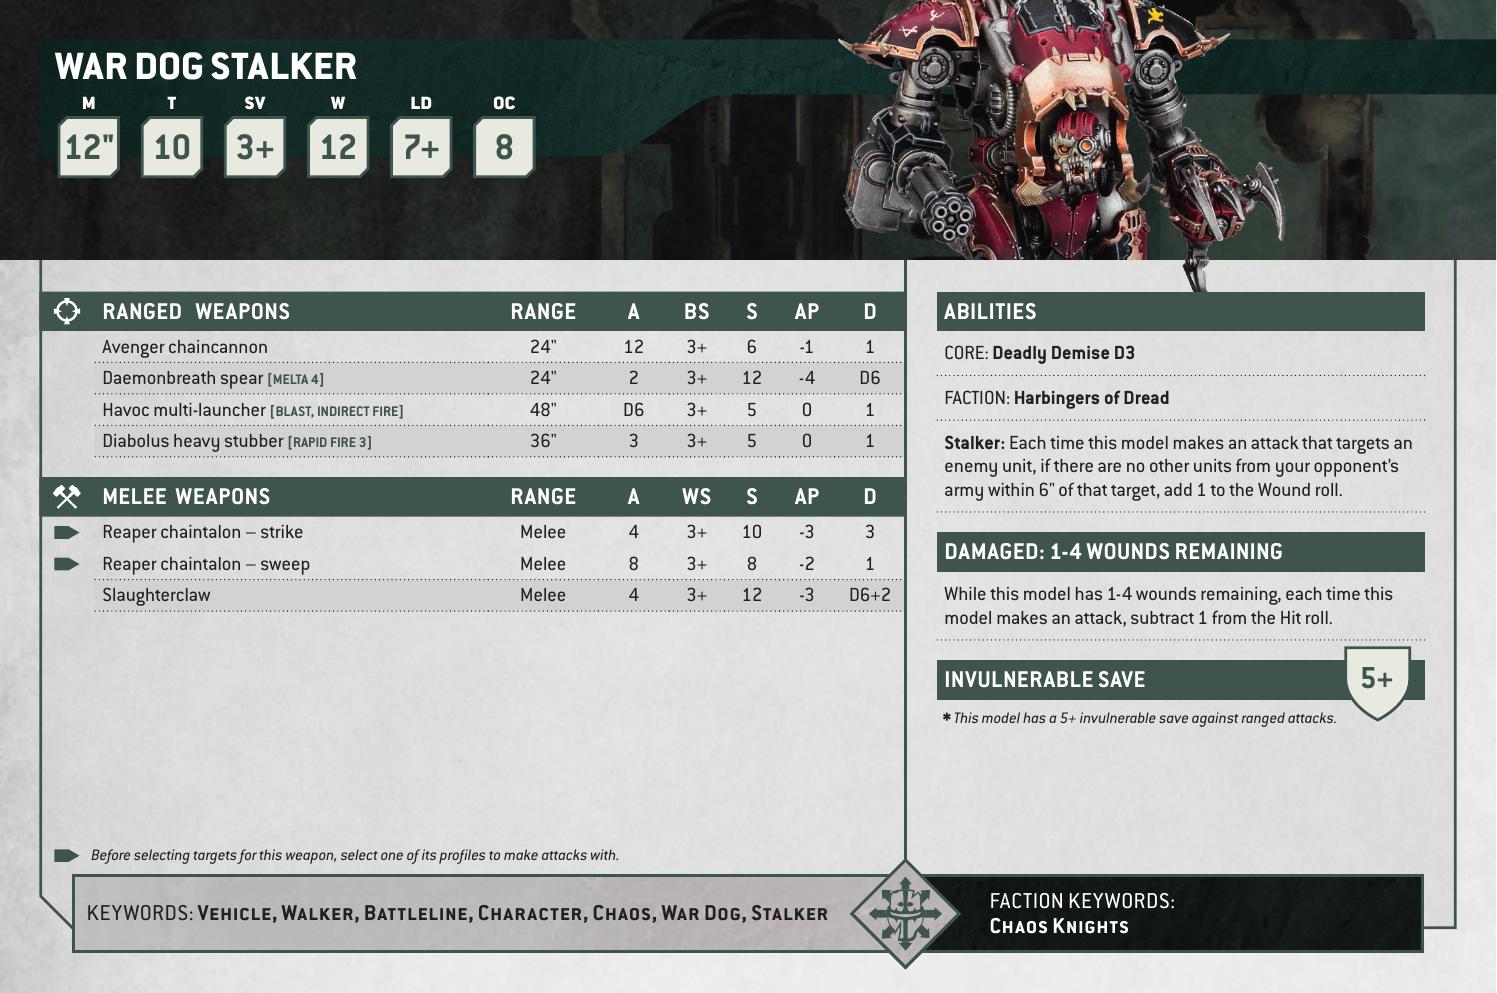 WAR DOG STALKER
M T SV W LD OC
12" 10 3+ 12 7+ 8
RANGED WEAPONS RANGE A BS S AP D
Avenger chaincannon 24" 12 3+ 6 -1 1
Daemonbreath spear [MELTA 4] 24" 2 3+ 12 -4 D6
Havoc multi-launcher [BLAST, INDIRECT FIRE] 48" D6 3+ 5 0 1
Diabolus heavy stubber [RAPID FIRE 3] 36" 3 3+ 5 0 1
MELEE WEAPONS RANGE A WS S AP D
Reaper chaintalon – strike Melee 4 3+ 10 -3 3
Reaper chaintalon – sweep Melee 8 3+ 8 -2 1
Slaughterclaw Melee 4 3+ 12 -3 D6+2
Before selecting targets for this weapon, select one of its profiles to make attacks with.
ABILITIES
CORE: Deadly Demise D3
FACTION: Harbingers of Dread
Stalker: Each time this model makes an attack that targets an
enemy unit, if there are no other units from your opponent's
army within 6" of that target, add 1 to the Wound roll.
DAMAGED: 1-4 WOUNDS REMAINING
While this model has 1-4 wounds remaining, each time this
model makes an attack, subtract 1 from the Hit roll.
INVULNERABLE SAVE 5+
* This model has a 5+ invulnerable save against ranged attacks.
KEYWORDS: VEHICLE, WALKER, BATTLELINE, CHARACTER, CHAOS, WAR DOG, STALKER
FACTION KEYWORDS:
CHAOS KNIGHTS